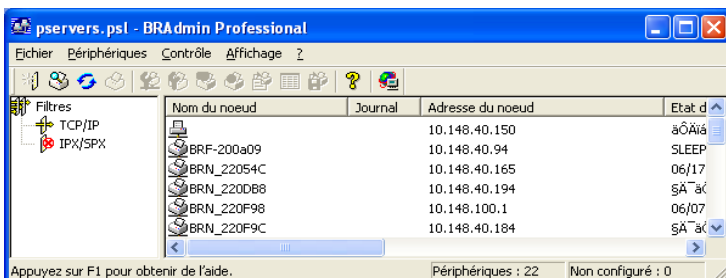 pservers.psl - BRAdmin Professional
Fichier Périphériques Contrôle Affichage ?
Filtres
TCP/IP
IPX/SPX
Nom du noeud Journal Adresse du noeud Etat d
10.148.40.150
BRF-200a09 10.148.40.94 SLEEP
BRN_22054C 10.148.40.165 06/17
BRN_220DB8 10.148.40.194
BRN_220F98 10.148.100.1 06/07
BRN_220F9C 10.148.40.184
Appuyez sur F1 pour obtenir de l'aide. Périphériques : 22 Non configuré : 0